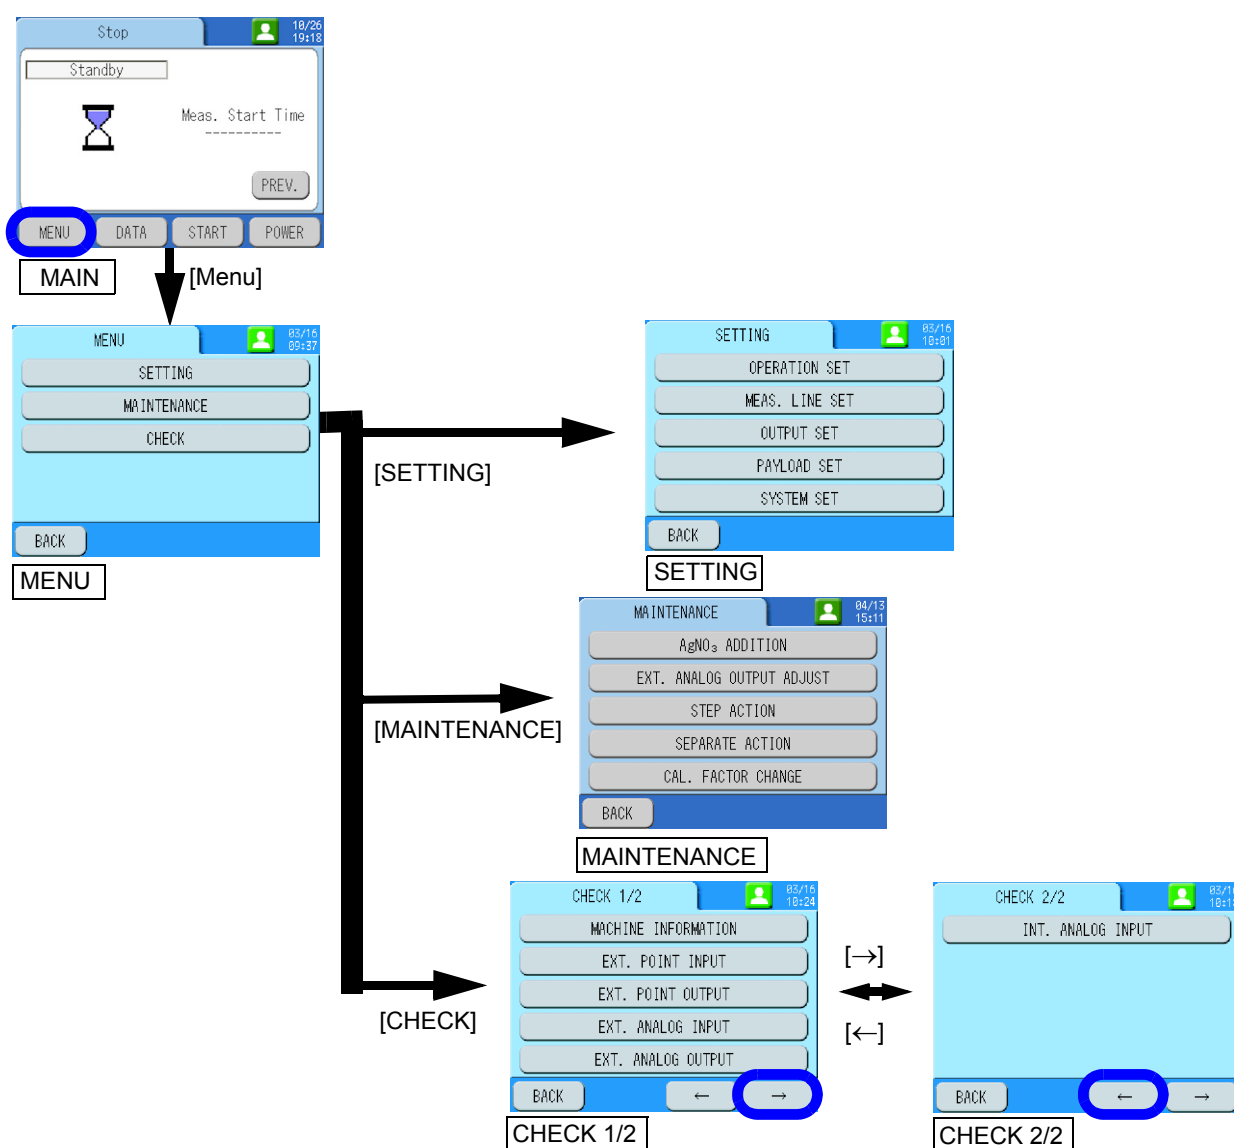 Stop
10/26
19:18
Standby
Meas. Start Time
----------
PREV.
MENU DATA START POWER
MAIN
[Menu]
MENU
03/16
09:37
SETTING
MAINTENANCE
CHECK
BACK
MENU
[SETTING]
SETTING
03/16
10:01
OPERATION SET
MEAS. LINE SET
OUTPUT SET
PAYLOAD SET
SYSTEM SET
BACK
SETTING
[MAINTENANCE]
MAINTENANCE
04/13
15:11
AgNO₃ ADDITION
EXT. ANALOG OUTPUT ADJUST
STEP ACTION
SEPARATE ACTION
CAL. FACTOR CHANGE
BACK
MAINTENANCE
[CHECK]
CHECK 1/2
03/16
10:24
MACHINE INFORMATION
EXT. POINT INPUT
EXT. POINT OUTPUT
EXT. ANALOG INPUT
EXT. ANALOG OUTPUT
BACK ← →
CHECK 1/2
[→]
[←]
CHECK 2/2
INT. ANALOG INPUT
BACK ← →
CHECK 2/2